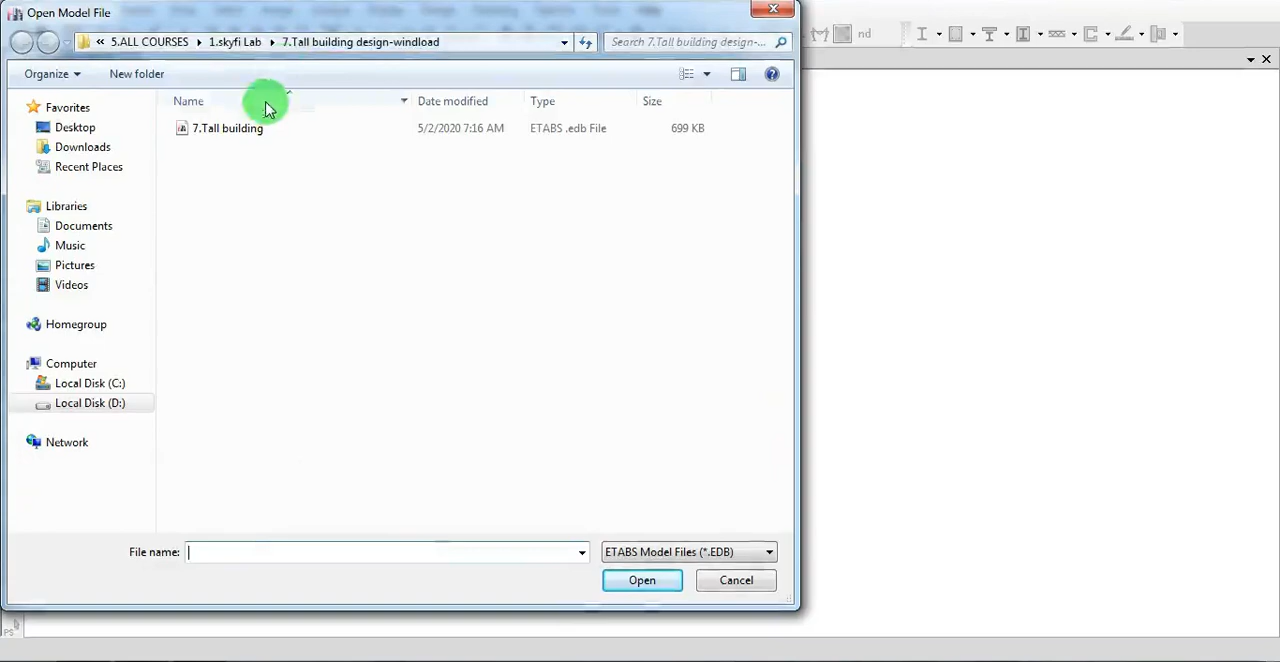 Open Model File
« 5.ALL COURSES 1.skyfi Lab 7.Tall building design-windload Search 7.Tall building design-...
nd
Organize New folder
Favorites
Desktop
Downloads
Recent Places
Libraries
Documents
Music
Pictures
Videos
Homegroup
Computer
Local Disk (C:)
Local Disk (D:)
Network
Name Date modified Type Size
7.Tall building 5/2/2020 7:16 AM ETABS .edb File 699 KB
File name: ETABS Model Files (*.EDB)
Open Cancel
PS